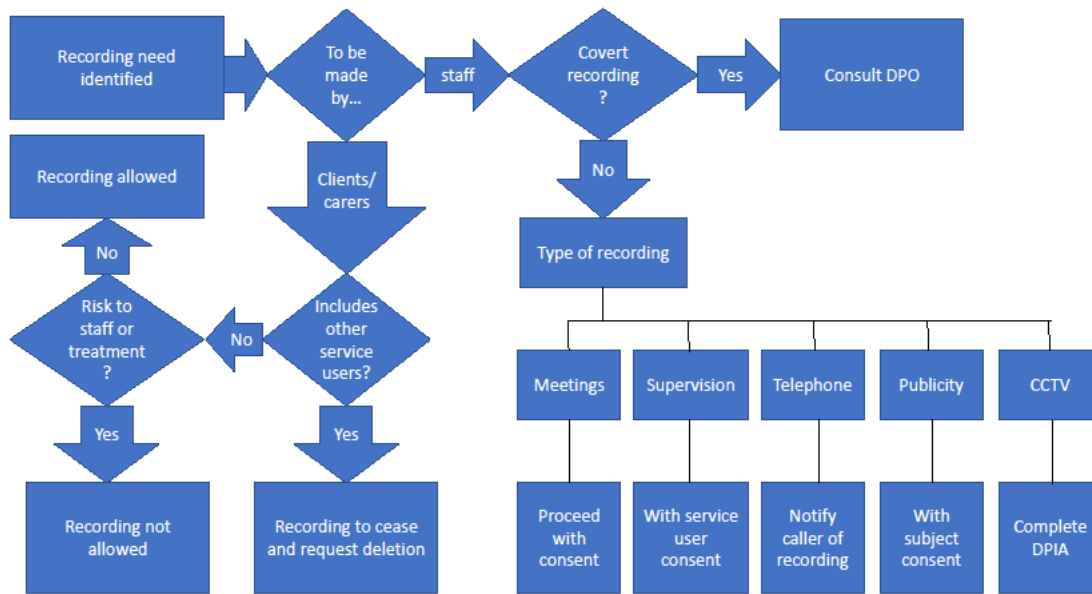 Recording need
identified
To be
made
by...
staff
Covert
recording
?
Yes
Consult DPO
Recording allowed
Clients/
carers
No
Type of recording
No
Risk to
staff or
treatment
?
No
Includes
other
service
users?
Meetings
Supervision
Telephone
Publicity
CCTV
Yes
Yes
Recording not
allowed
Recording to cease
and request deletion
Proceed
with
consent
With service
user
consent
Notify
caller of
recording
With
subject
consent
Complete
DPIA